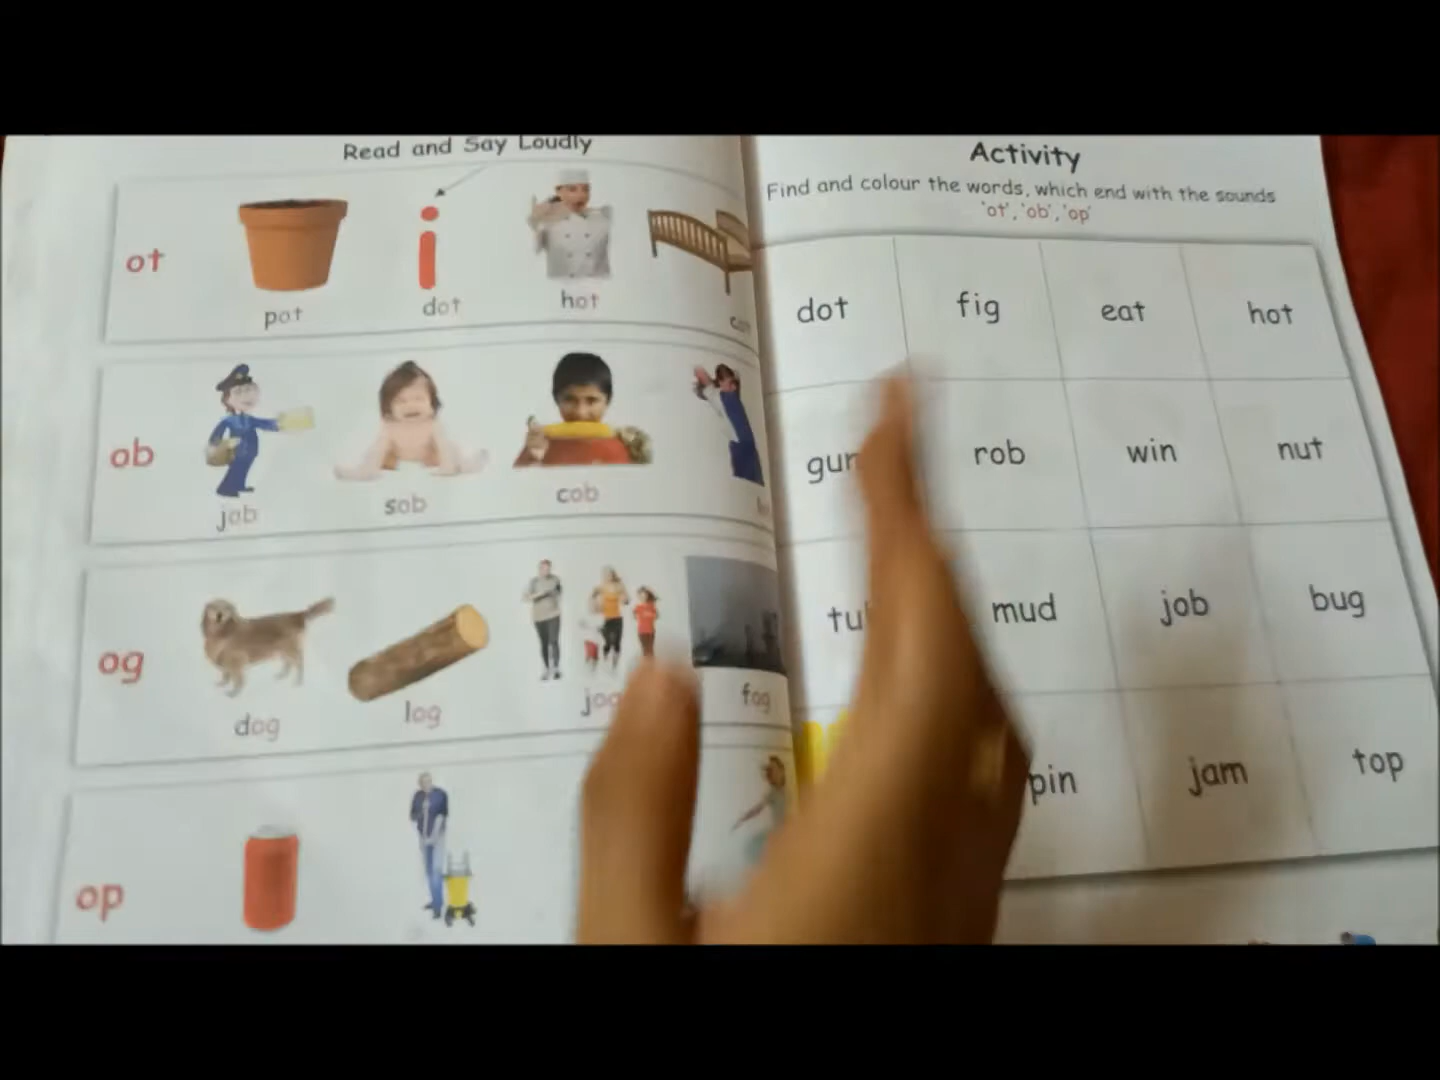 Read and Say Loudly
ot
pot
dot
hot
ob
job
sob
cob
og
dog
log
jog
fog
op
Activity
Find and colour the words, which end with the sounds
'ot', 'ob', 'op'
dot fig eat hot
gun rob win nut
mud job bug
pin jam top